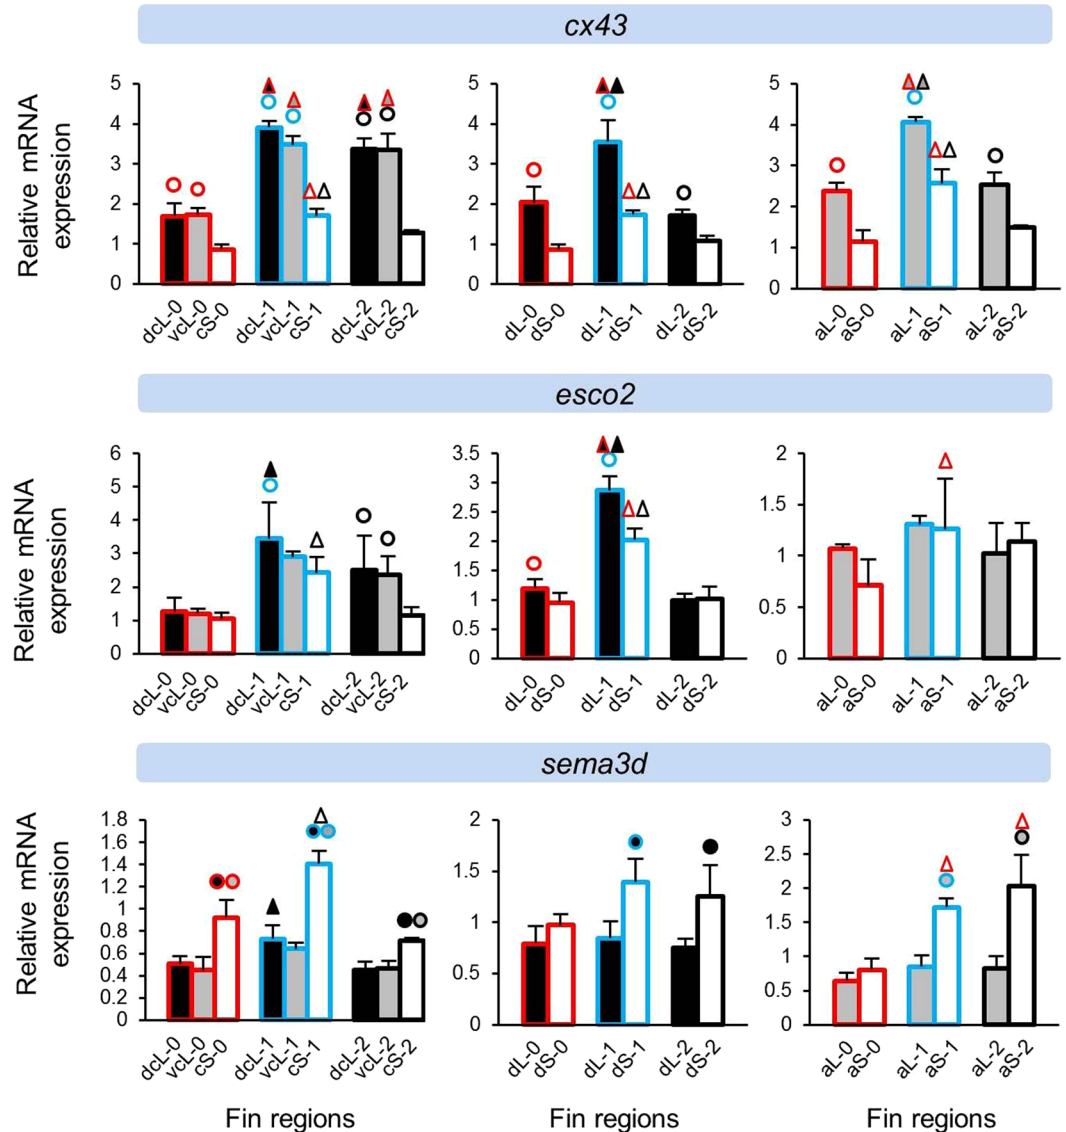 cx43
Relative mRNA
expression
5
4
3
2
1
0
dcL-0
vcL-0
cS-0
dcL-1
vcL-1
cS-1
dcL-2
vcL-2
cS-2
5
4
3
2
1
0
dL-0
dS-0
dL-1
dS-1
dL-2
dS-2
5
4
3
2
1
0
aL-0
aS-0
aL-1
aS-1
aL-2
aS-2
esco2
Relative mRNA
expression
6
5
4
3
2
1
0
dcL-0
vcL-0
cS-0
dcL-1
vcL-1
cS-1
dcL-2
vcL-2
cS-2
3.5
3
2.5
2
1.5
1
0.5
0
dL-0
dS-0
dL-1
dS-1
dL-2
dS-2
2
1.5
1
0.5
0
aL-0
aS-0
aL-1
aS-1
aL-2
aS-2
sema3d
Relative mRNA
expression
1.8
1.6
1.4
1.2
1
0.8
0.6
0.4
0.2
0
dcL-0
vcL-0
cS-0
dcL-1
vcL-1
cS-1
dcL-2
vcL-2
cS-2
2
1.5
1
0.5
0
dL-0
dS-0
dL-1
dS-1
dL-2
dS-2
3
2.5
2
1.5
1
0.5
0
aL-0
aS-0
aL-1
aS-1
aL-2
aS-2
Fin regions
Fin regions
Fin regions